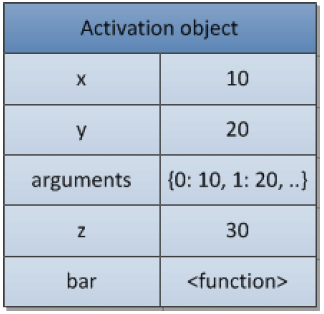 Activation object
x 10
y 20
arguments {0: 10, 1: 20, ..}
z 30
bar <function>